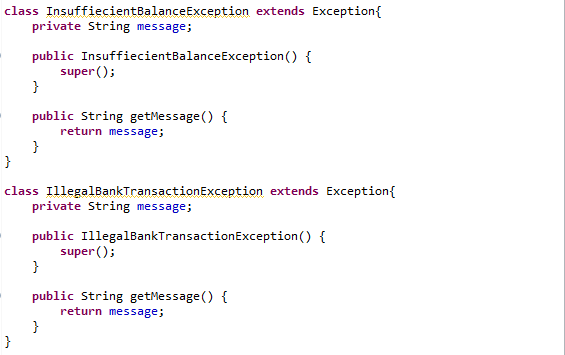 class InsuffiecientBalanceException extends Exception{
private String message;
public InsuffiecientBalanceException() {
super();
}
public String getMessage() {
return message;
}
}
class IllegalBankTransactionException extends Exception{
private String message;
public IllegalBankTransactionException() {
super();
}
public String getMessage() {
return message;
}
}